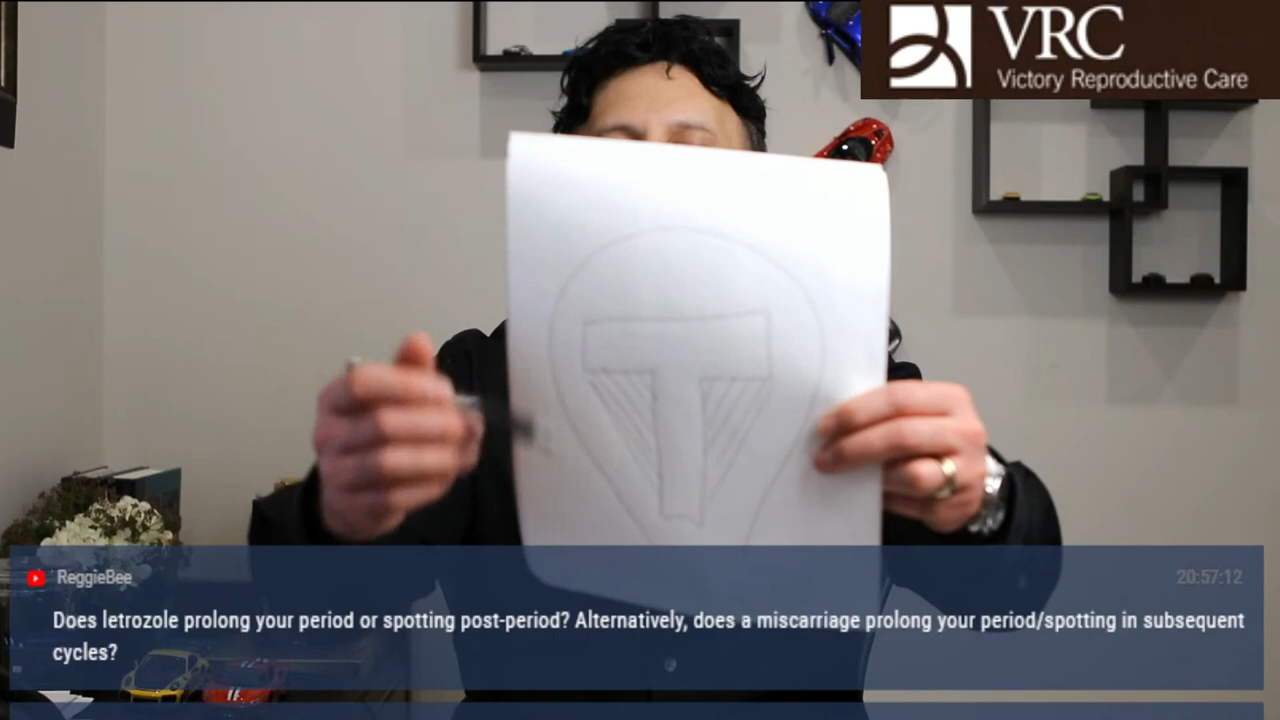 VRC
Victory Reproductive Care
ReggieBee
20:57:12
Does letrozole prolong your period or spotting post-period? Alternatively, does a miscarriage prolong your period/spotting in subsequent
cycles?